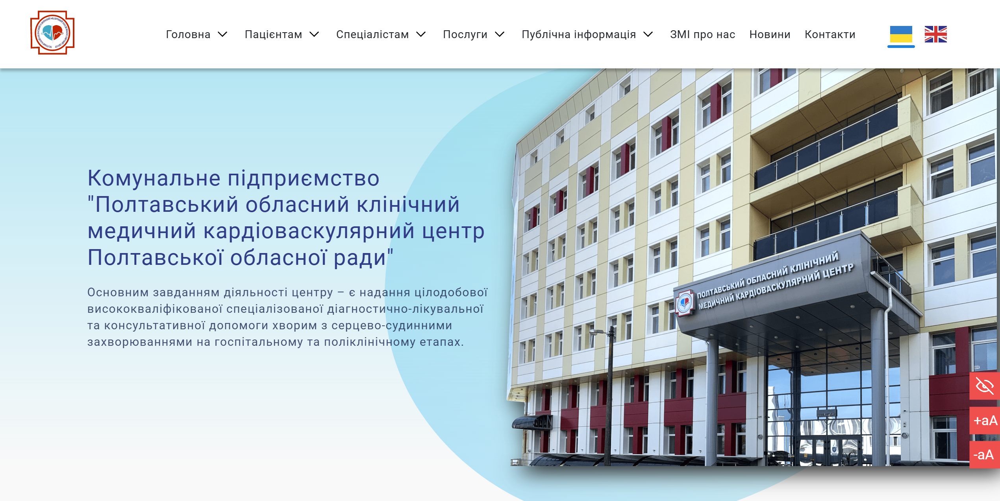 Головна Пацієнтам Спеціалістам Послуги Публічна інформація ЗМІ про нас Новини Контакти
Комунальне підприємство
"Полтавський обласний клінічний
медичний кардіоваскулярний центр
Полтавської обласної ради"
Основним завданням діяльності центру – є надання цілодобової
висококваліфікованої спеціалізованої діагностично-лікувальної
та консультативної допомоги хворим з серцево-судинними
захворюваннями на госпітальному та поліклінічному етапах.
ПОЛТАВСЬКИЙ ОБЛАСНИЙ КЛІНІЧНИЙ
МЕДИЧНИЙ КАРДІОВАСКУЛЯРНИЙ ЦЕНТР
+aA
-aA